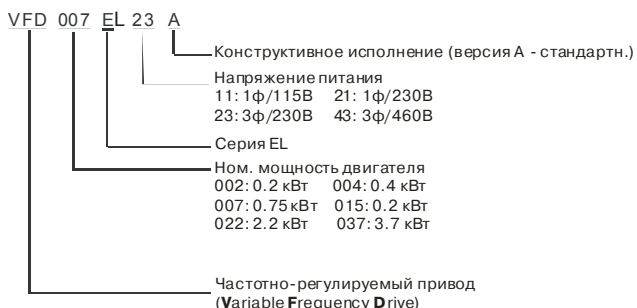 VFD 007 EL 23 A
Конструктивное исполнение (версия А - стандартн.)
Напряжение питания
11: 1ф/115В 21: 1ф/230В
23: 3ф/230В 43: 3ф/460В
Серия EL
Ном. мощность двигателя
002: 0.2 кВт 004: 0.4 кВт
007: 0.75 кВт 015: 0.2 кВт
022: 2.2 кВт 037: 3.7 кВт
Частотно-регулируемый привод
(Variable Frequency Drive)